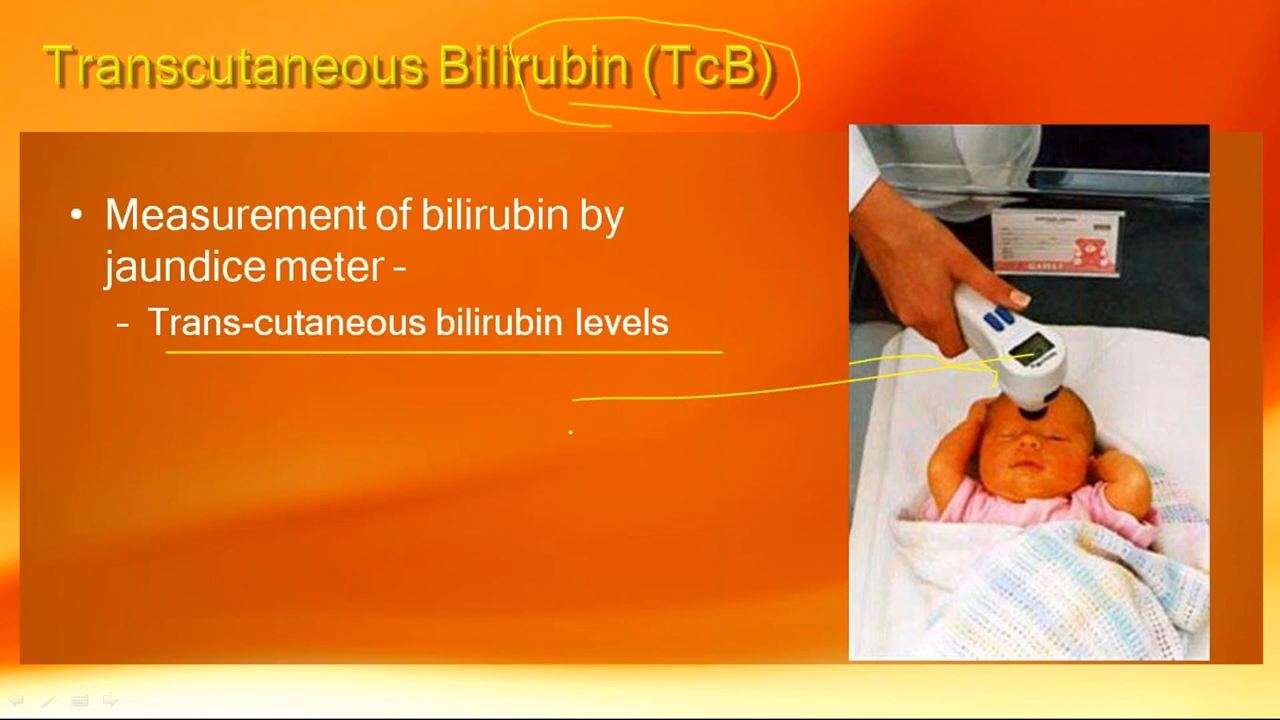 Transcutaneous Bilirubin (TcB)
• Measurement of bilirubin by
jaundice meter -
- Trans-cutaneous bilirubin levels